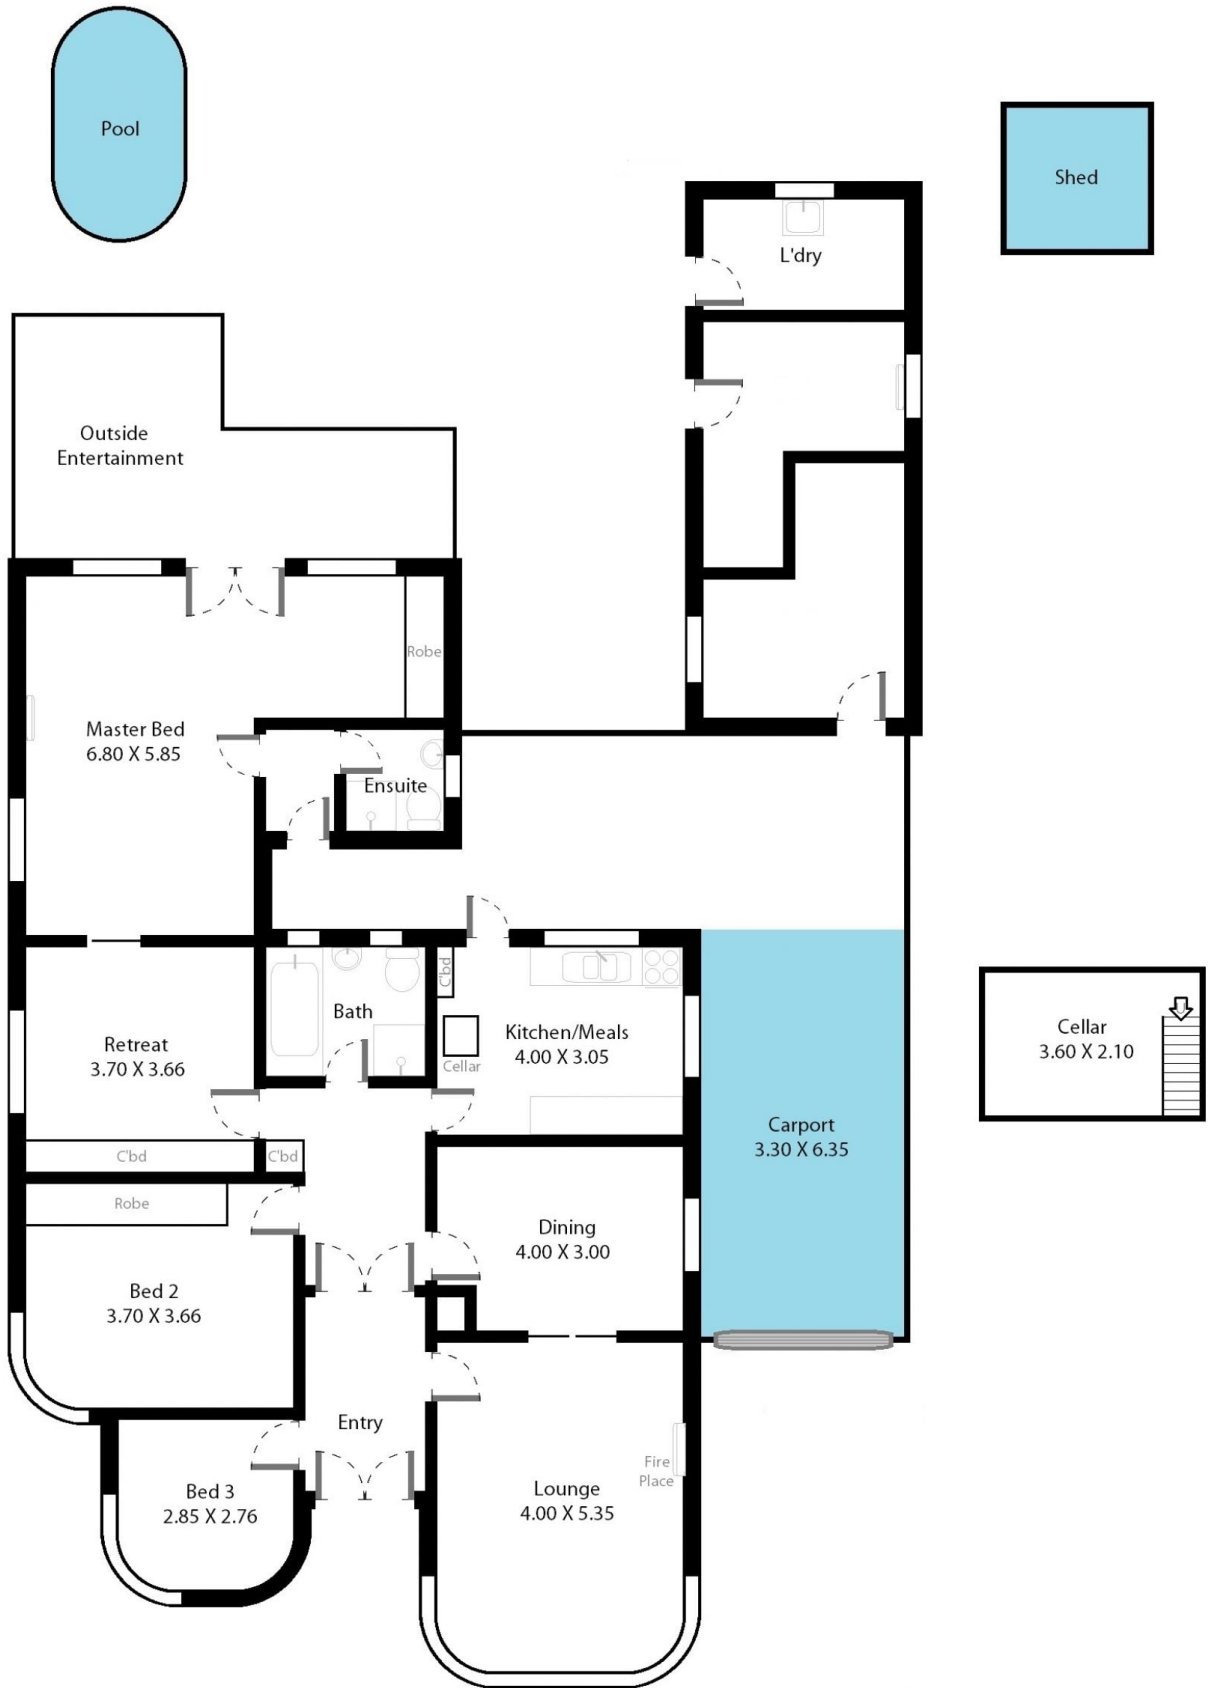 Pool
Shed
L'dry
Outside
Entertainment
Robe
Master Bed
6.80 X 5.85
Ensuite
C'bd
Bath
Kitchen/Meals
4.00 X 3.05
Cellar
Retreat
3.70 X 3.66
Cellar
3.60 X 2.10
Carport
3.30 X 6.35
C'bd
C'bd
Robe
Dining
4.00 X 3.00
Bed 2
3.70 X 3.66
Entry
Fire
Place
Bed 3
2.85 X 2.76
Lounge
4.00 X 5.35